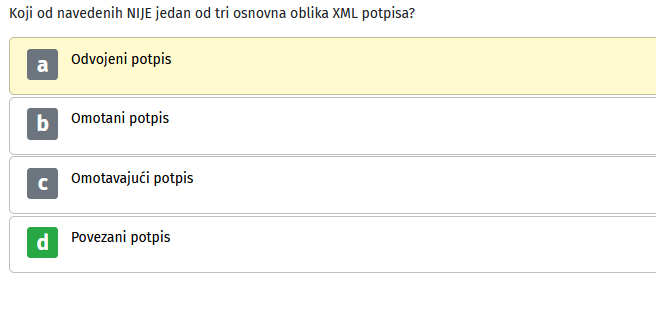 Koji od navedenih NIJE jedan od tri osnovna oblika XML potpisa?
a Odvojeni potpis
b Omotani potpis
c Omotavajući potpis
d Povezani potpis